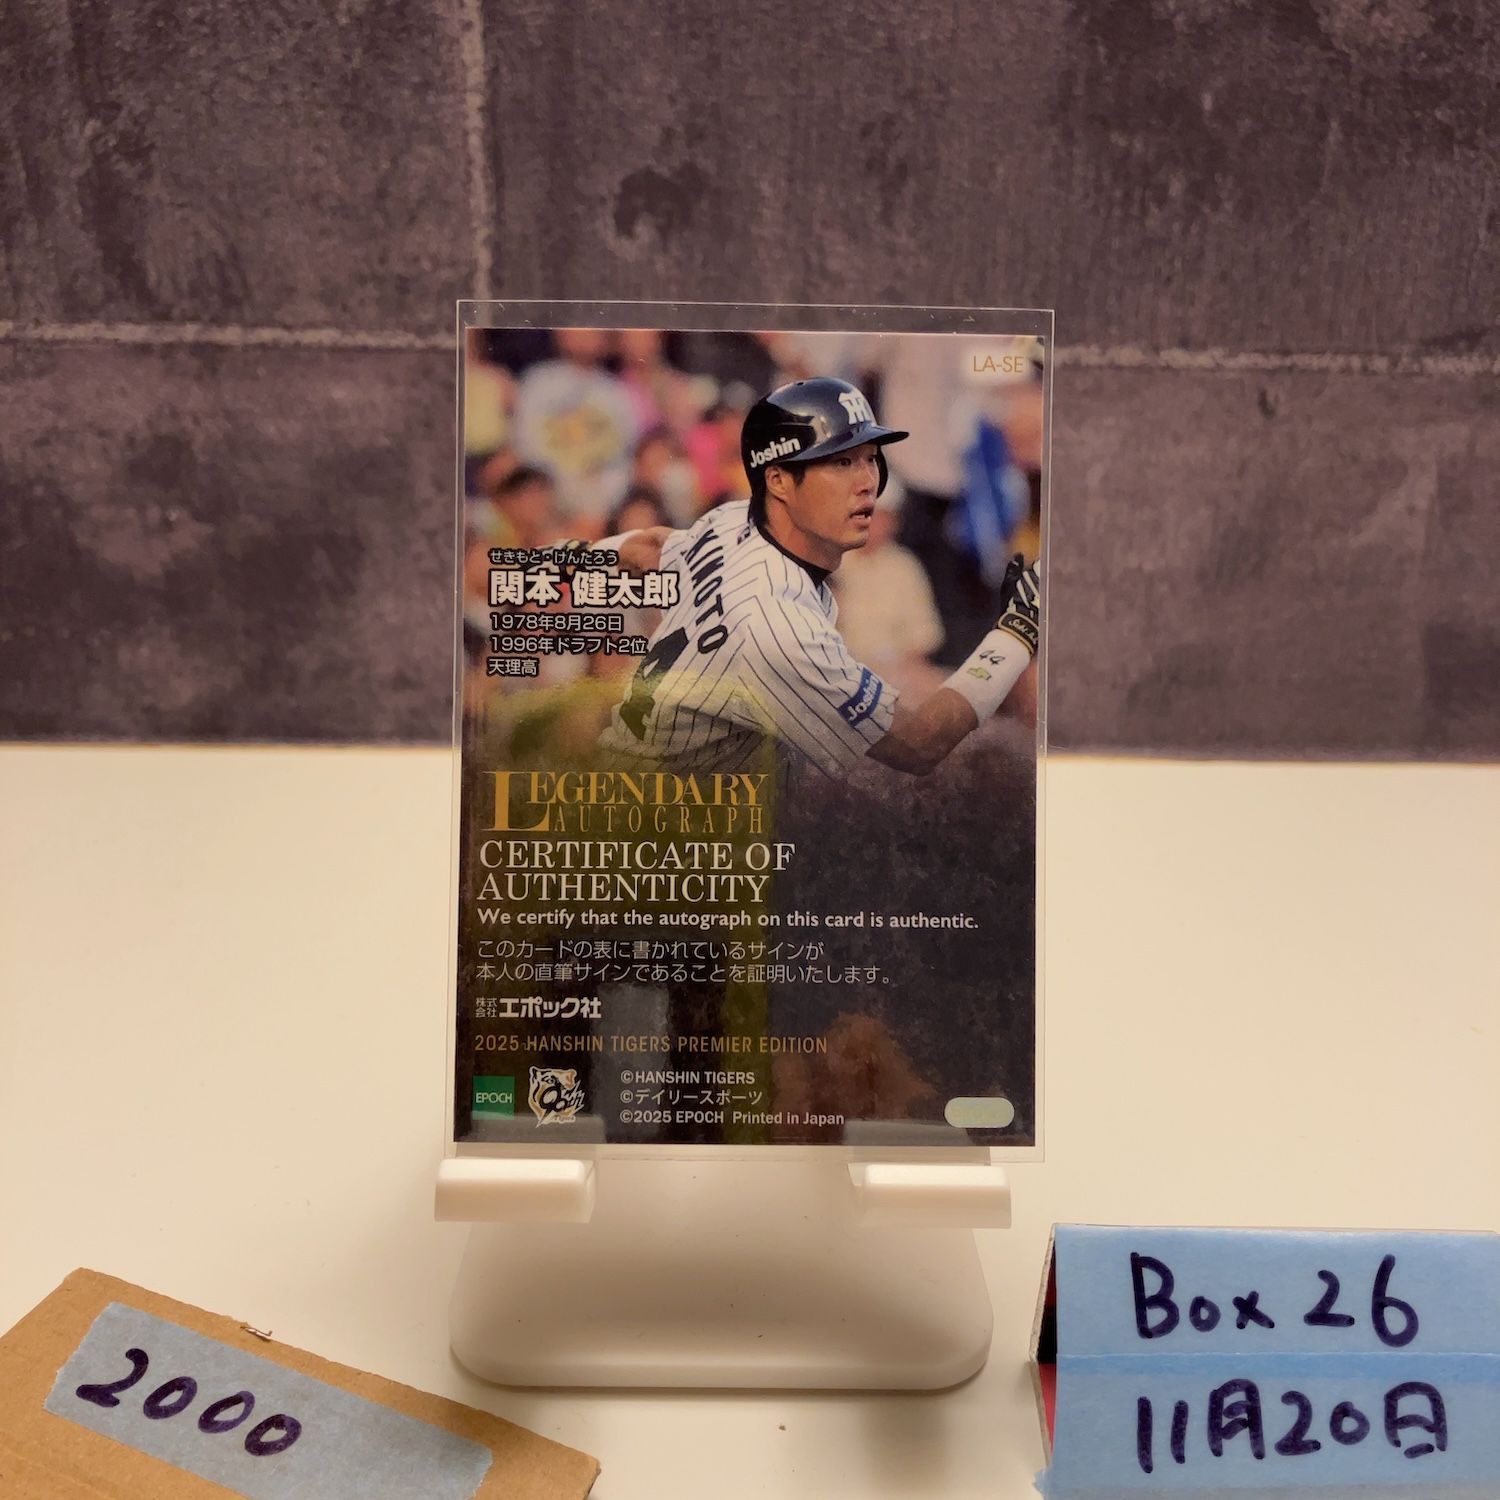 LA-SE
Joshin
せきもと・けんたろう
関本 健太郎
1978年8月26日
1996年ドラフト2位
天理高
KIMOTO
44
Joshin
LEGENDARY
AUTOGRAPH
CERTIFICATE OF
AUTHENTICITY
We certify that the autograph on this card is authentic.
このカードの表に書かれているサインが
本人の直筆サインであることを証明いたします。
株式会社エポック社
2025 HANSHIN TIGERS PREMIER EDITION
EPOCH
©HANSHIN TIGERS
©デイリースポーツ
©2025 EPOCH Printed in Japan
Box 26
11月20日
2000